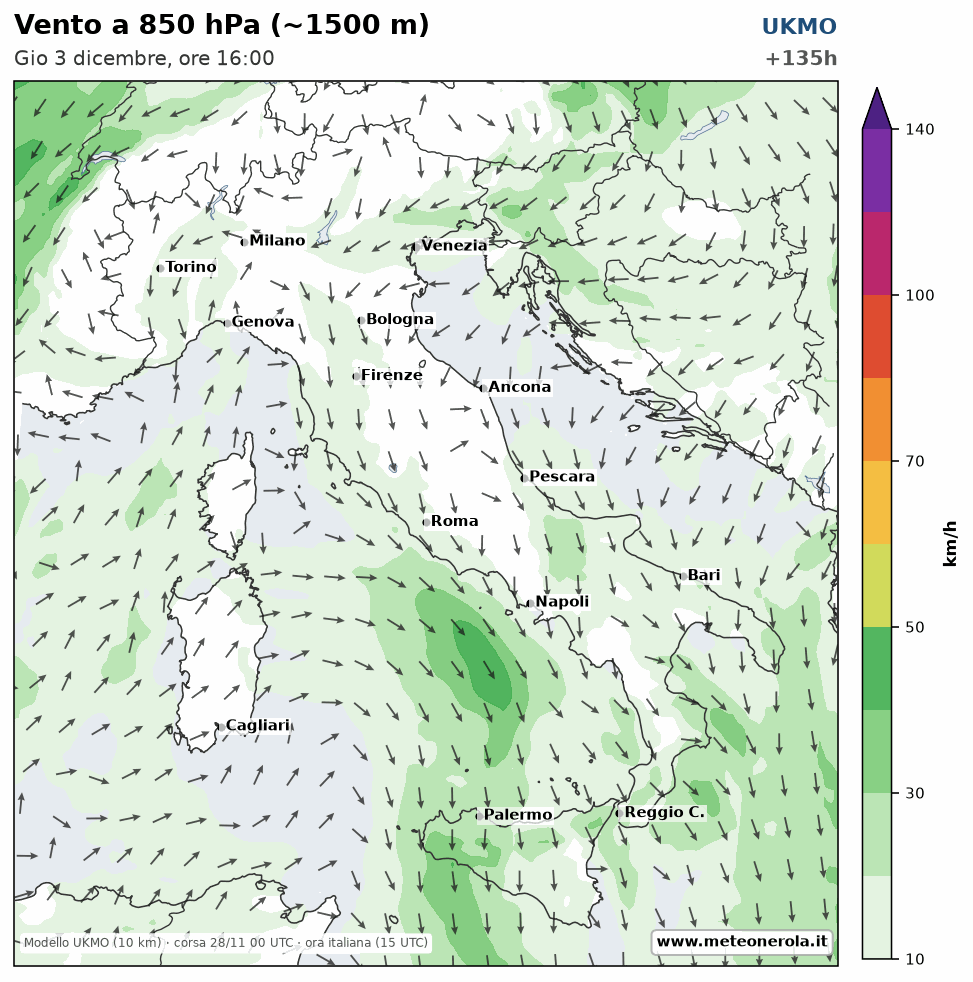 Vento a 850 hPa (~1500 m)
UKMO
Gio 3 dicembre, ore 16:00
+135h
140
Milano
Venezia
Torino
100
Genova
Bologna
Firenze
Ancona
70
Pescara
Roma
km/h
Bari
Napoli
50
Cagliari
30
Palermo
Reggio C.
Modello UKMO (10 km) · corsa 28/11 00 UTC · ora italiana (15 UTC)
www.meteonerola.it
10